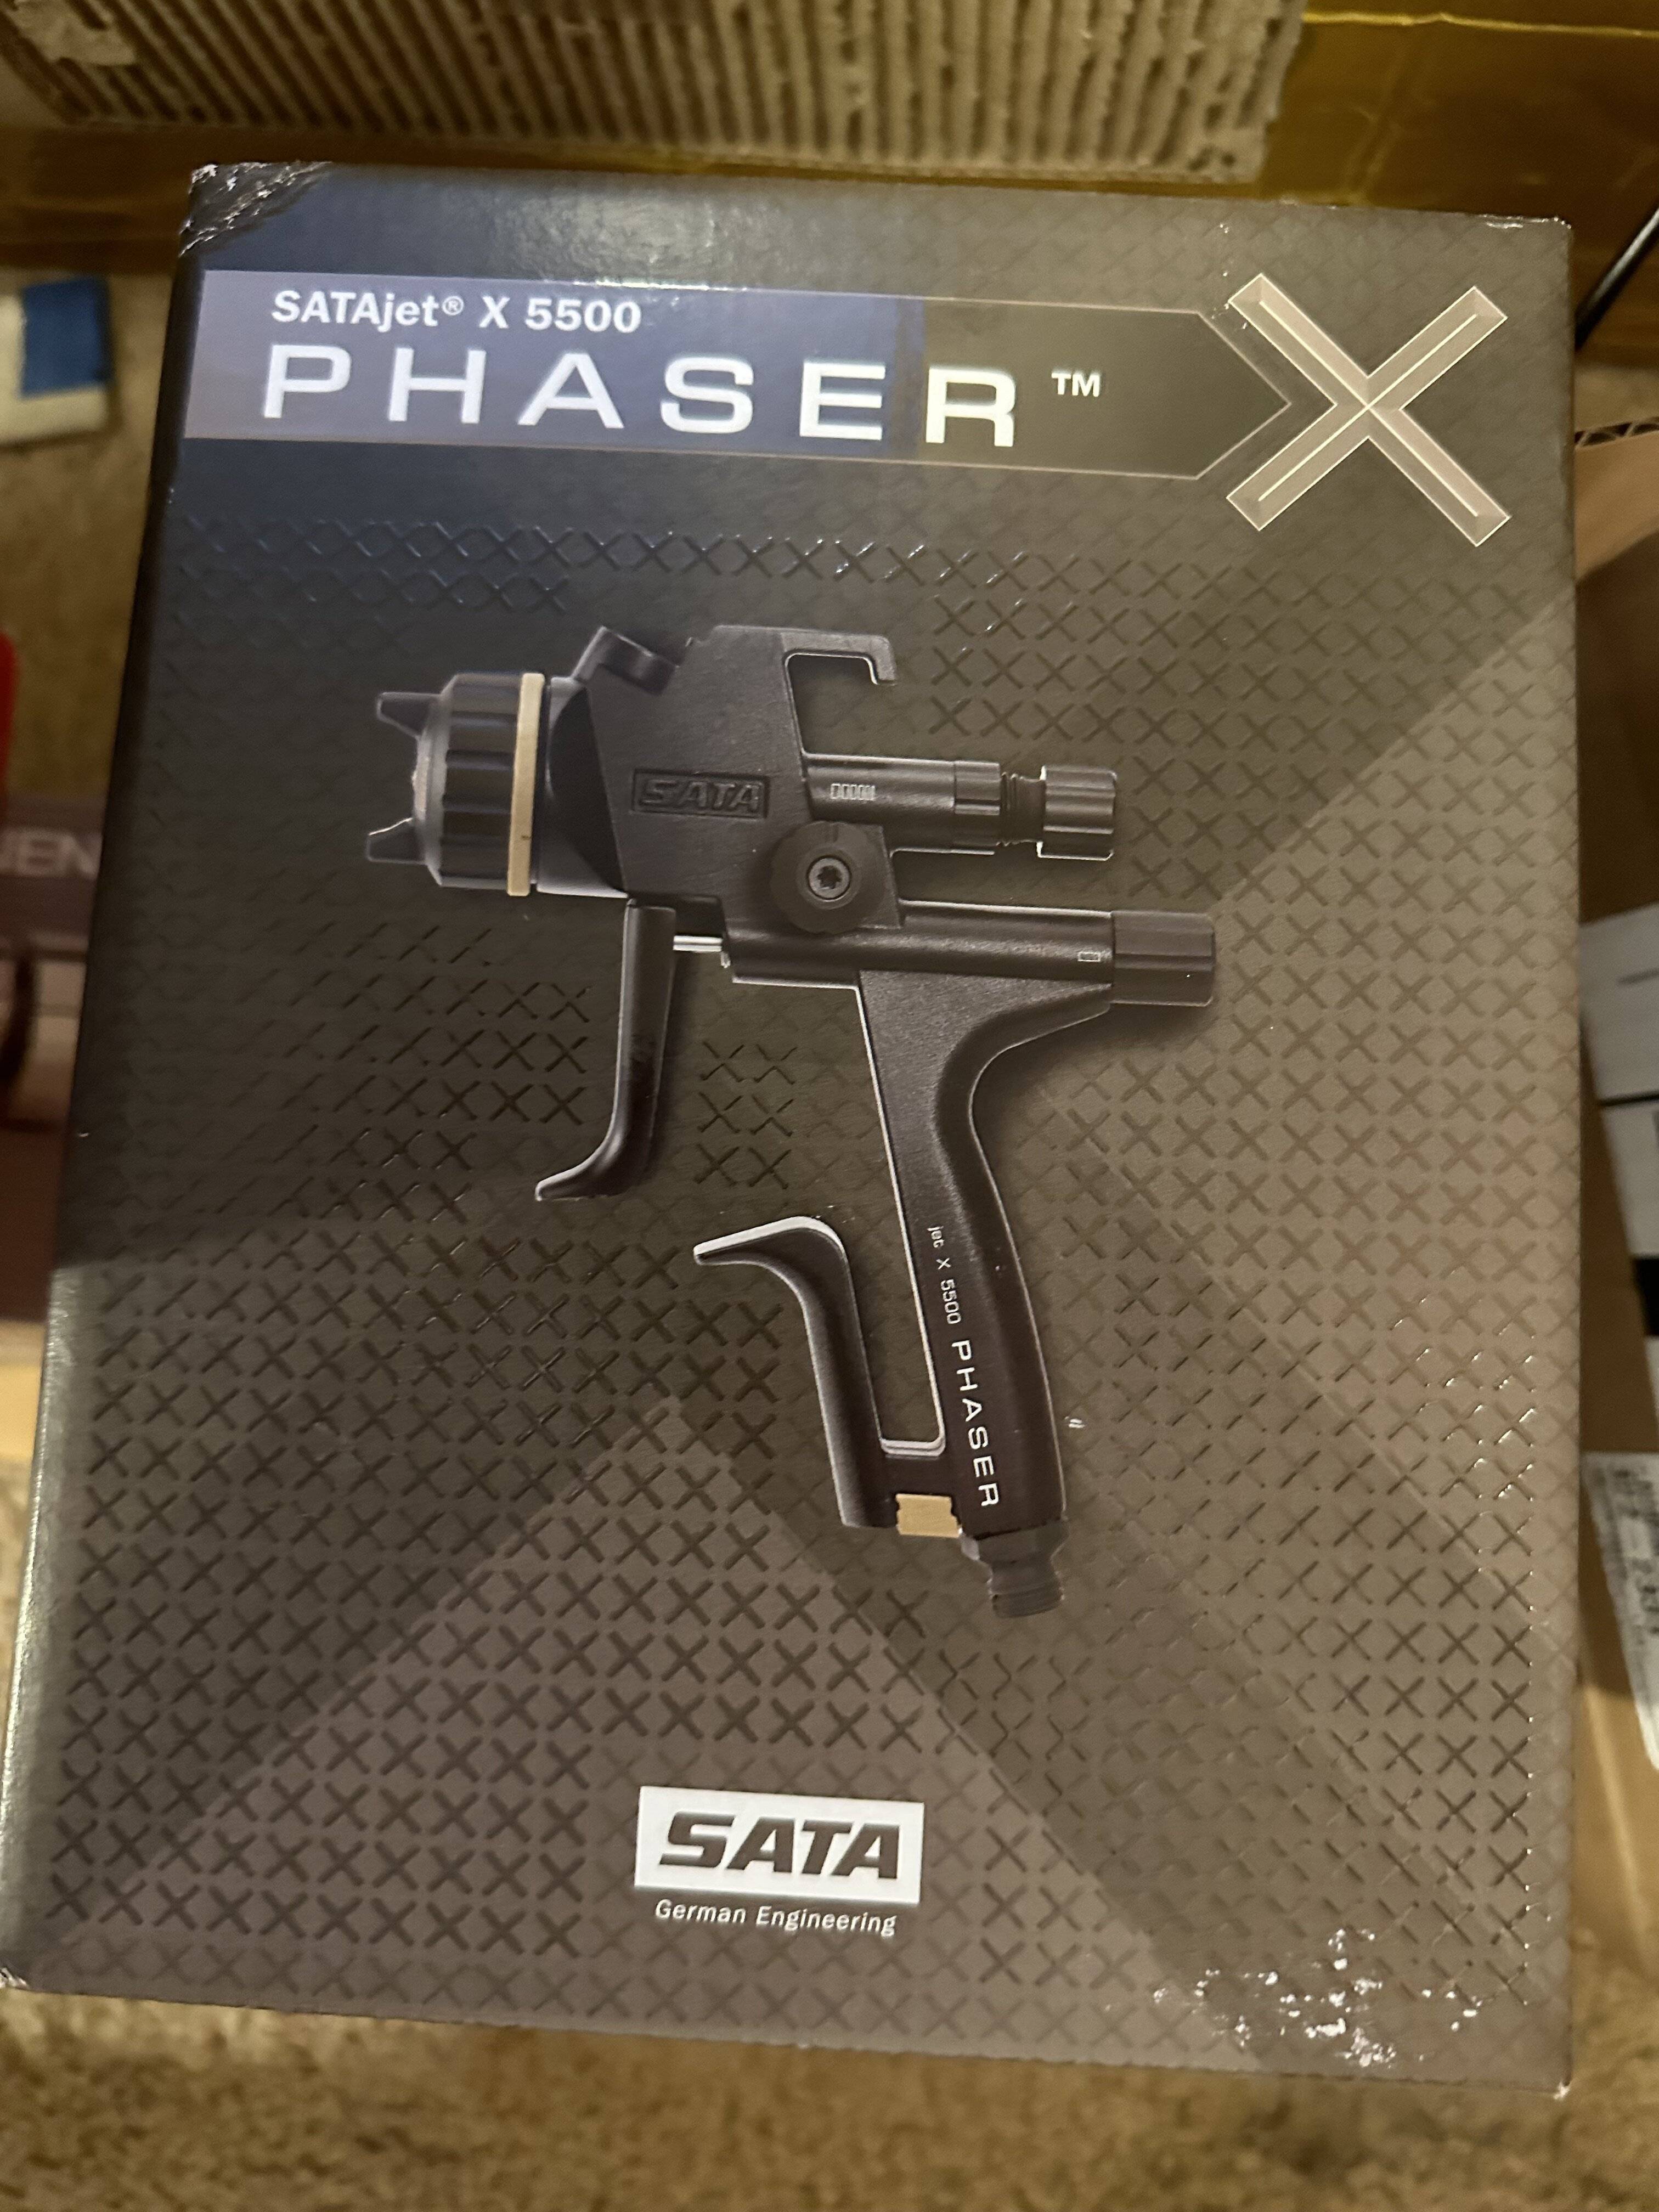 SATAjet® X 5500
PHASER™
X
SATA
jet X 5500 PHASER
SATA
German Engineering